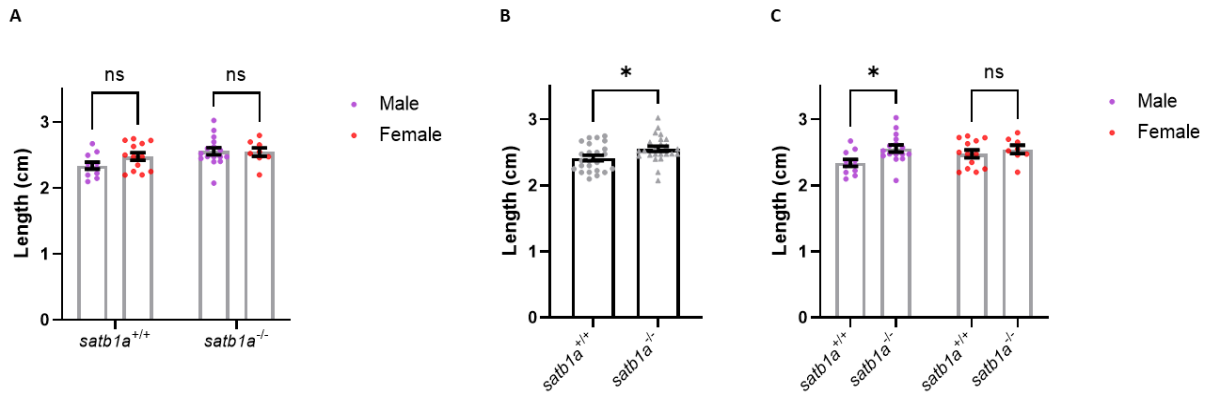 A
ns
ns
Length (cm)
3
2
1
0
satb1a+/+
satb1a-/-
Male
Female
B
*
Length (cm)
3
2
1
0
satb1a+/+
satb1a-/-
C
*
ns
Length (cm)
3
2
1
0
satb1a+/+
satb1a-/-
satb1a+/+
satb1a-/-
Male
Female